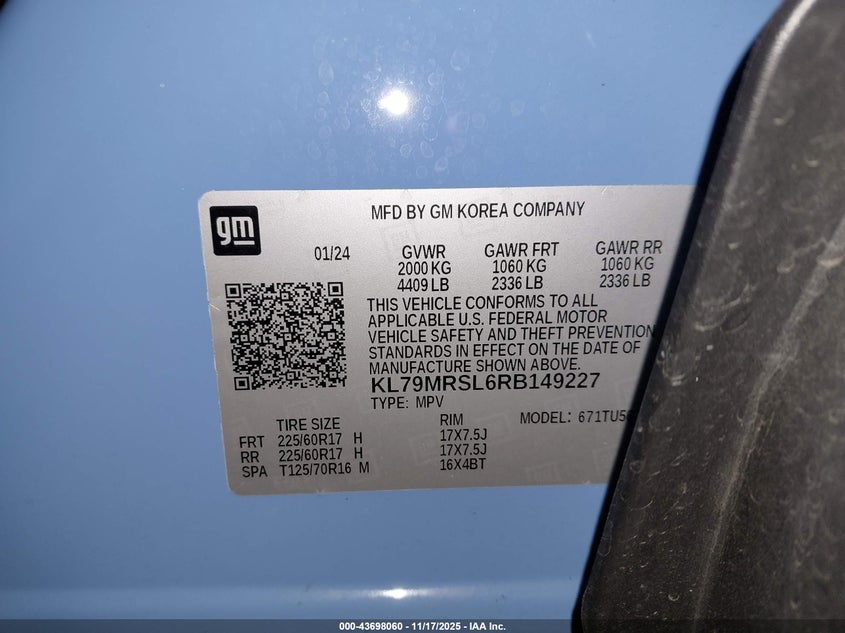 gm
MFD BY GM KOREA COMPANY
01/24 GVWR GAWR FRT GAWR RR
2000 KG 1060 KG 1060 KG
4409 LB 2336 LB 2336 LB
THIS VEHICLE CONFORMS TO ALL
APPLICABLE U.S. FEDERAL MOTOR
VEHICLE SAFETY AND THEFT PREVENTION
STANDARDS IN EFFECT ON THE DATE OF
MANUFACTURE SHOWN ABOVE.
KL79MRSL6RB149227
TYPE: MPV
TIRE SIZE RIM MODEL:
FRT 225/60R17 H 17X7.5J
RR 225/60R17 H 17X7.5J
SPA T125/70R16 M 16X4BT
000-43698060 - 11/17/2025 - IAA Inc.